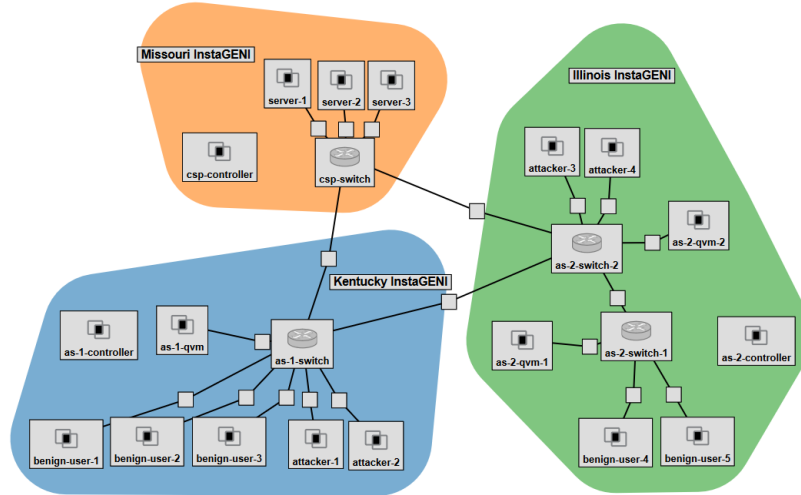 Missouri InstaGENI
server-1
server-2
server-3
csp-controller
csp-switch
Illinois InstaGENI
attacker-3
attacker-4
as-2-switch-2
as-2-qvm-2
Kentucky InstaGENI
as-1-controller
as-1-qvm
as-1-switch
as-2-qvm-1
as-2-switch-1
as-2-controller
benign-user-1
benign-user-2
benign-user-3
attacker-1
attacker-2
benign-user-4
benign-user-5